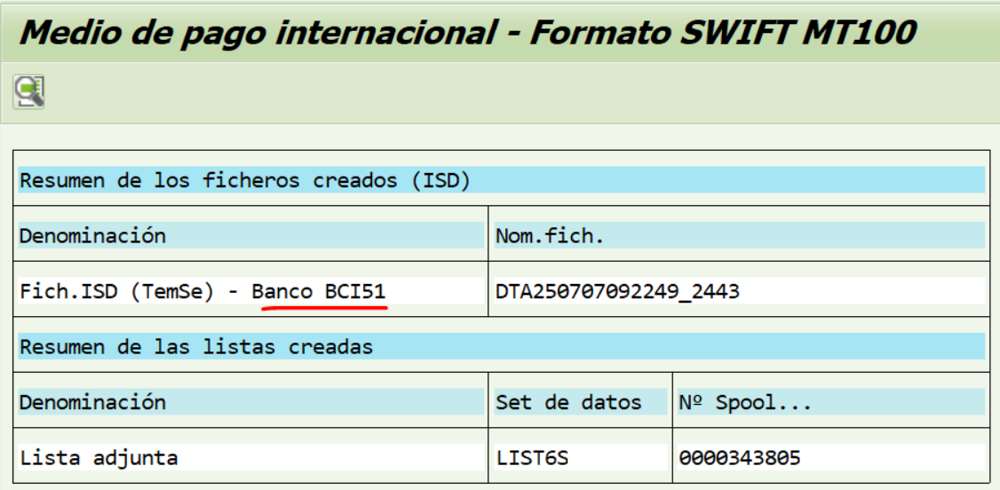 Medio de pago internacional - Formato SWIFT MT100
Resumen de los ficheros creados (ISD)
Denominación Nom.fich.
Fich.ISD (TemSe) - Banco BCI51 DTA250707092249_2443
Resumen de las listas creadas
Denominación Set de datos Nº Spool...
Lista adjunta LIST6S 0000343805